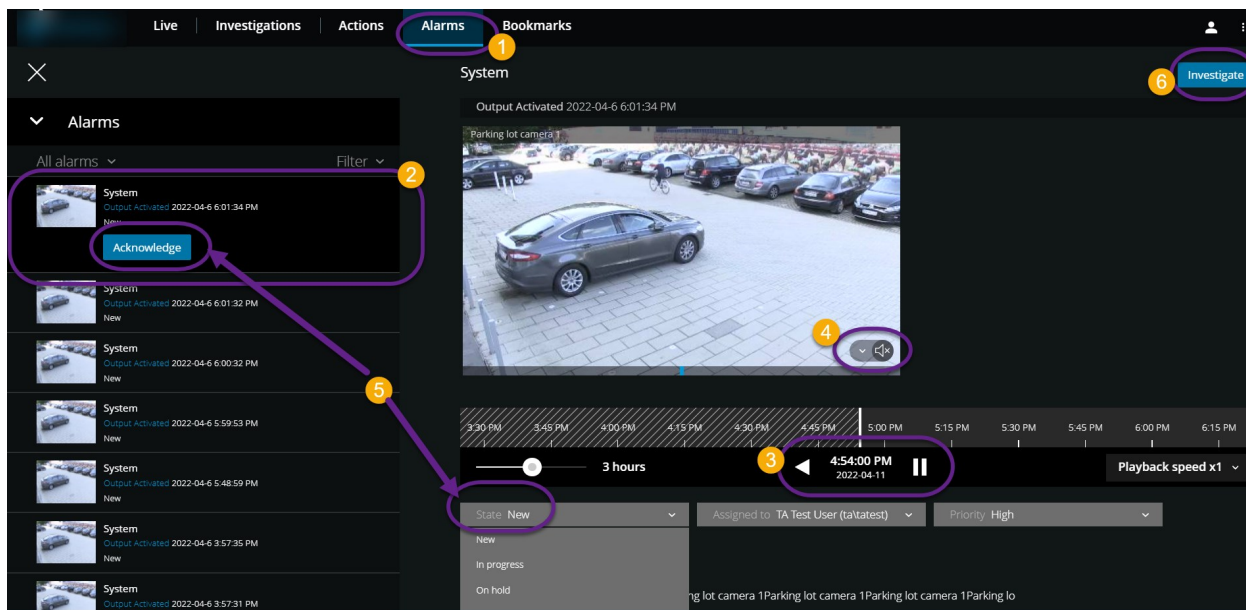 Live
Investigations
Actions
Alarms
Bookmarks
1
System
6
Investigate
Output Activated 2022-04-6 6:01:34 PM
Alarms
Parking lot camera 1
All alarms
Filter
2
System
Output Activated 2022-04-6 6:01:34 PM
New
Acknowledge
System
Output Activated 2022-04-6 6:01:32 PM
New
4
System
Output Activated 2022-04-6 6:00:32 PM
New
5
System
Output Activated 2022-04-6 5:59:53 PM
New
3:30 PM 3:45 PM 4:00 PM 4:15 PM 4:30 PM 4:45 PM 5:00 PM 5:15 PM 5:30 PM 5:45 PM 6:00 PM 6:15 PM
3 hours
3
4:54:00 PM
2022-04-11
Playback speed x1
System
Output Activated 2022-04-6 5:48:59 PM
New
State New
Assigned to TA Test User (ta\tatest)
Priority High
New
In progress
On hold
System
Output Activated 2022-04-6 3:57:35 PM
New
System
Output Activated 2022-04-6 3:57:31 PM
ng lot camera 1Parking lot camera 1Parking lot camera 1Parking lo